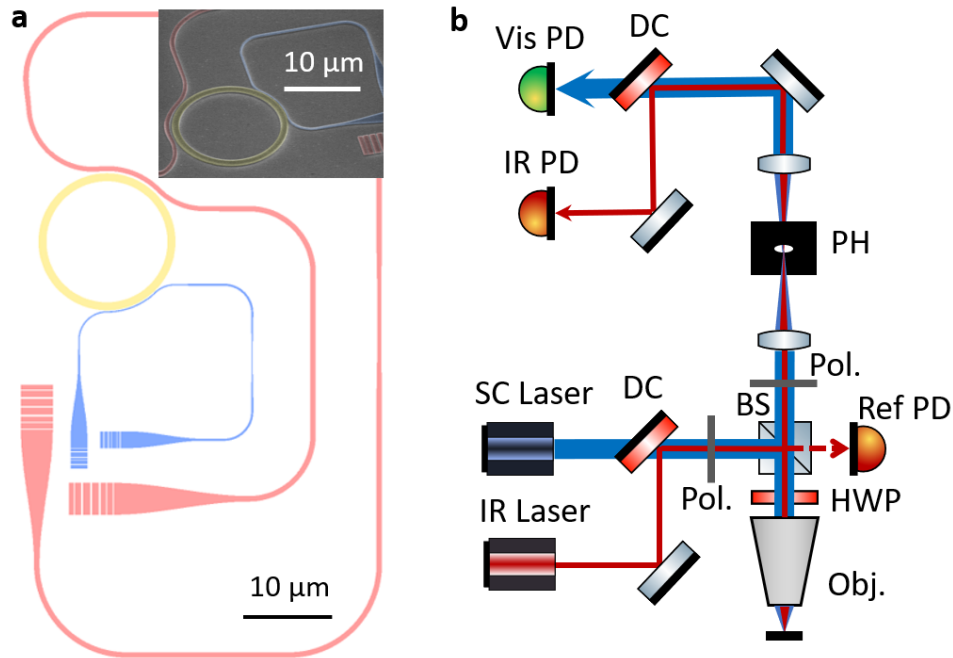 a
10 µm
10 µm
b
Vis PD
DC
IR PD
PH
Pol.
SC Laser
DC
BS
Ref PD
Pol.
HWP
IR Laser
Obj.